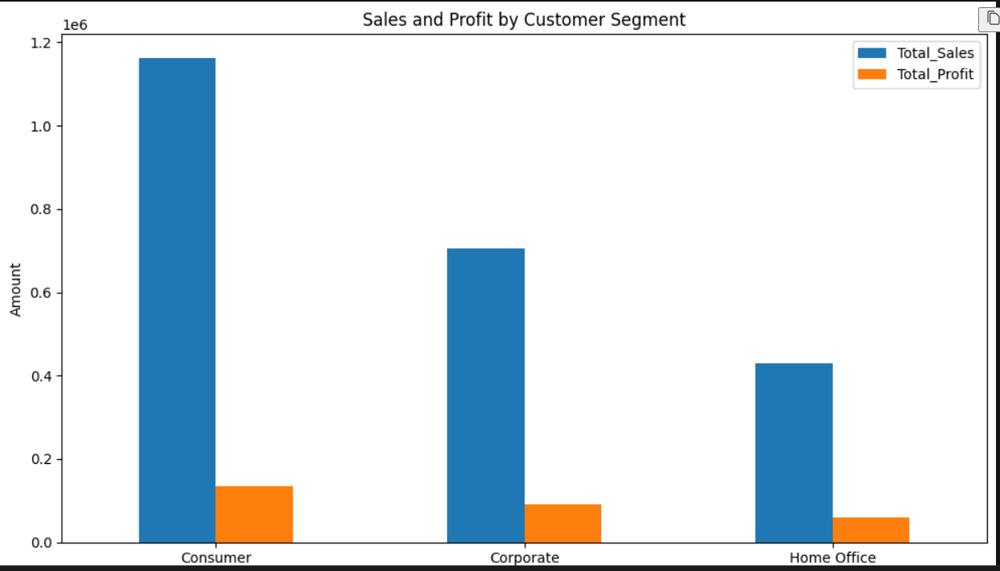 Sales and Profit by Customer Segment
1e6
Total_Sales
Total_Profit
1.2
1.0
0.8
0.6
0.4
0.2
0.0
Amount
Consumer Corporate Home Office